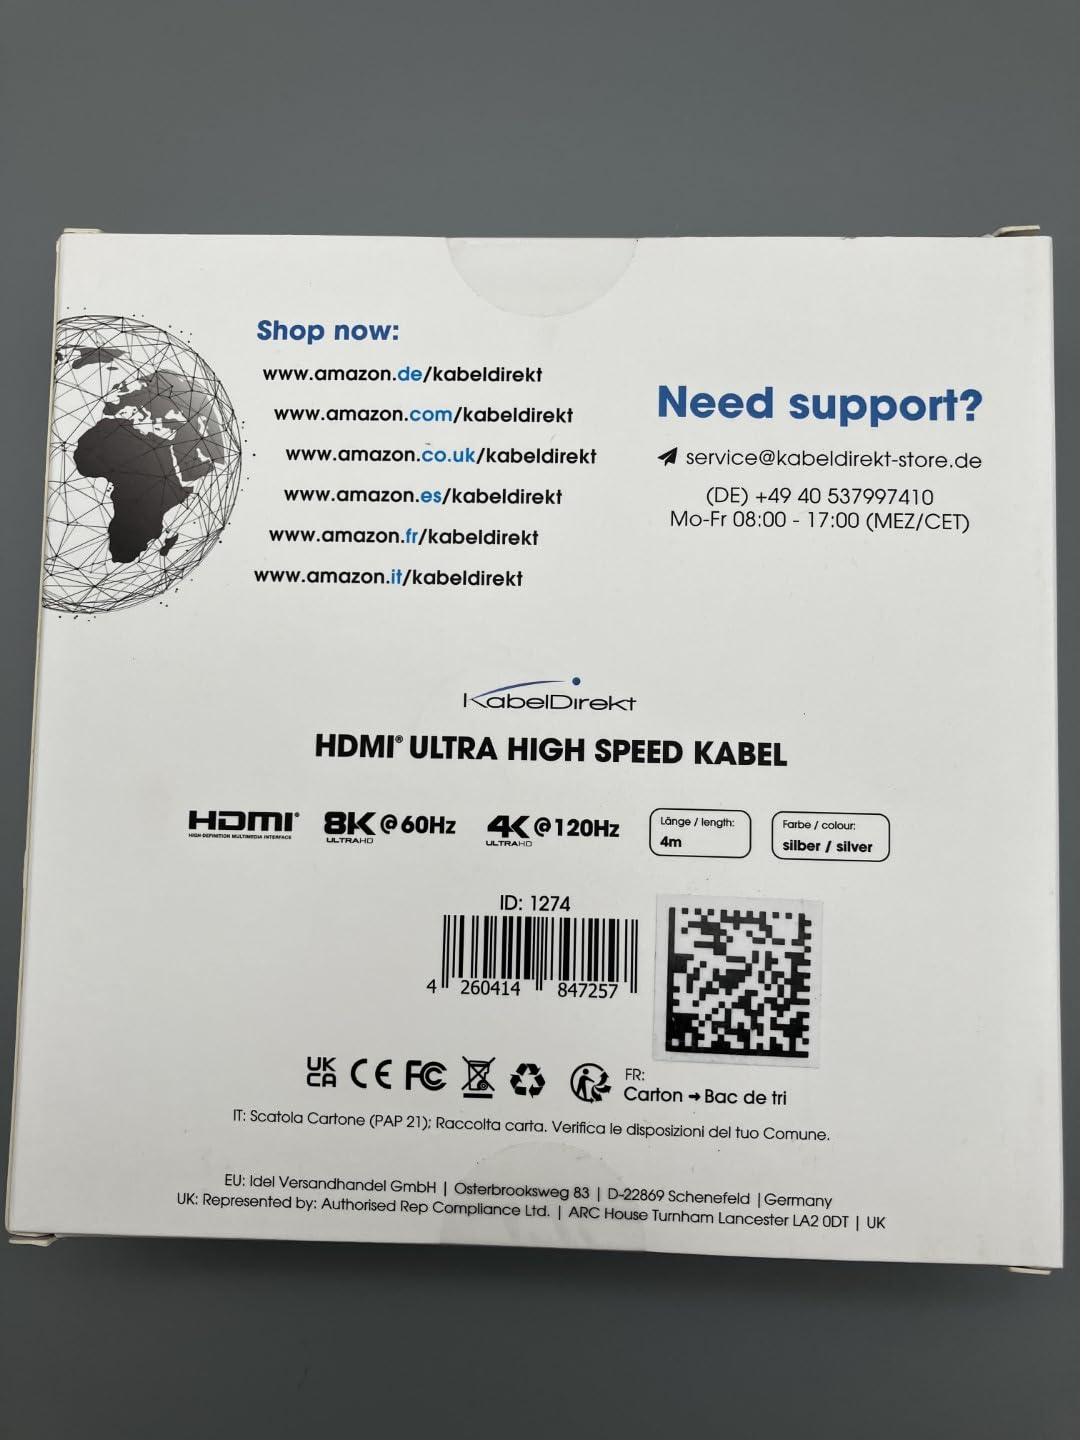 Shop now:
www.amazon.de/kabeldirekt
www.amazon.com/kabeldirekt
www.amazon.co.uk/kabeldirekt
www.amazon.es/kabeldirekt
www.amazon.fr/kabeldirekt
www.amazon.it/kabeldirekt
Need support?
service@kabeldirekt-store.de
(DE) +49 40 537997410
Mo-Fr 08:00 - 17:00 (MEZ/CET)
KabelDirekt
HDMI® ULTRA HIGH SPEED KABEL
HDMI®
HIGH-DEFINITION MULTIMEDIA INTERFACE
8K @ 60Hz
ULTRAHD
4K @ 120Hz
ULTRAHD
Länge / length:
4m
Farbe / colour:
silber / silver
ID: 1274
4 260414 847257
UK
CA
CE FC
FR:
Carton → Bac de tri
IT: Scatola Cartone (PAP 21); Raccolta carta. Verifica le disposizioni del tuo Comune.
EU: Idel Versandhandel GmbH | Osterbrooksweg 83 | D-22869 Schenefeld | Germany
UK: Represented by: Authorised Rep Compliance Ltd. | ARC House Turnham Lancester LA2 0DT | UK